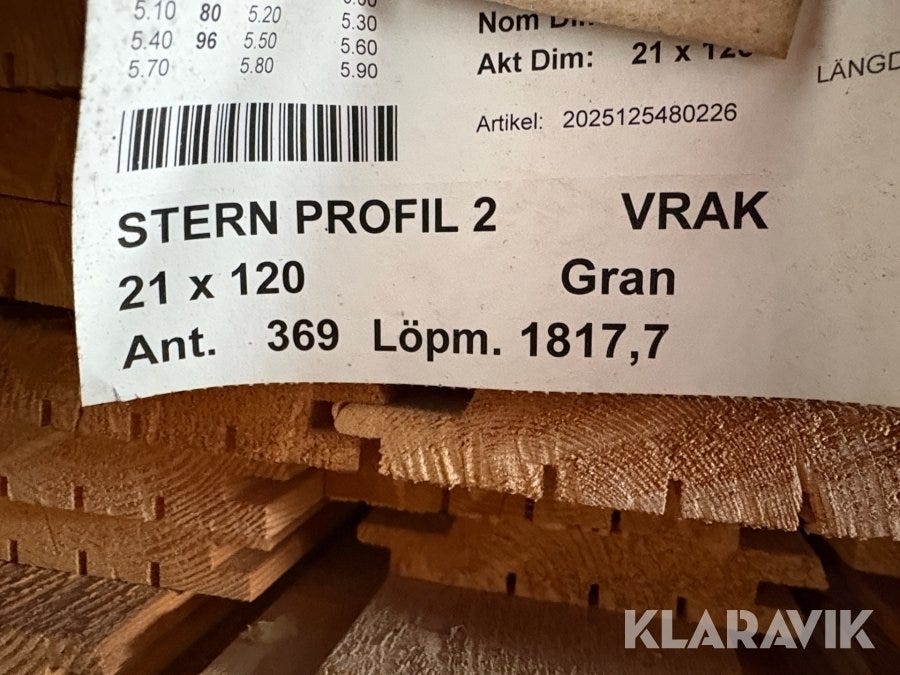 5.10 80 5.20 5.30
5.40 96 5.50 5.60
5.70 5.80 5.90
Nom
Akt Dim: 21 x
LÄNGD
Artikel: 2025125480226
STERN PROFIL 2 VRAK
21 x 120 Gran
Ant. 369 Löpm. 1817,7
KLARAVIK